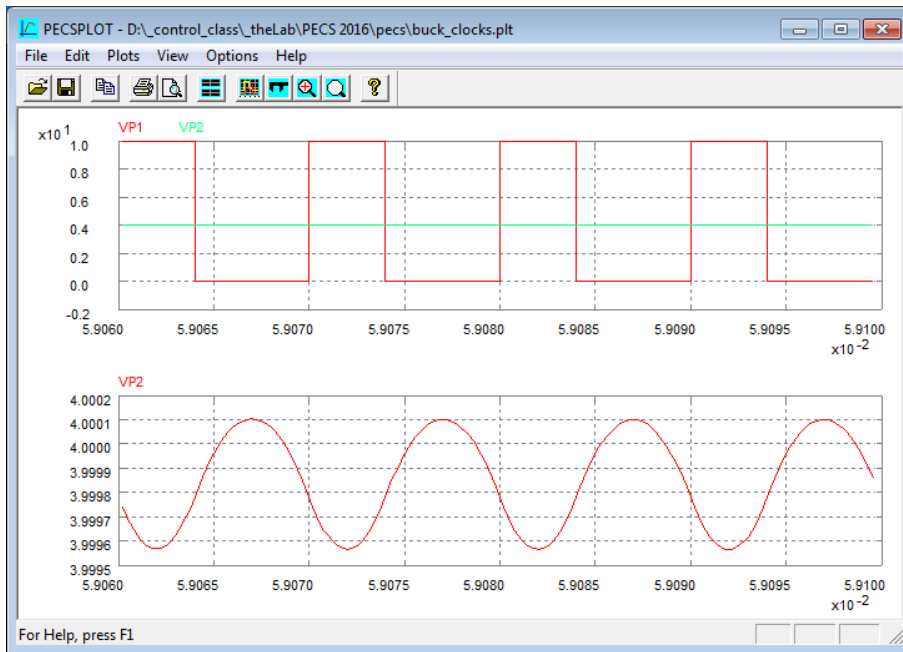 PECSPLOT - D:\_control_class\_theLab\PECS 2016\pecs\buck_clocks.plt
File Edit Plots View Options Help
x10 1
VP1 VP2
1.0
0.8
0.6
0.4
0.2
0.0
-0.2
5.9060 5.9065 5.9070 5.9075 5.9080 5.9085 5.9090 5.9095 5.9100
x10 -2
VP2
4.0002
4.0001
4.0000
3.9999
3.9998
3.9997
3.9996
3.9995
5.9060 5.9065 5.9070 5.9075 5.9080 5.9085 5.9090 5.9095 5.9100
x10 -2
For Help, press F1